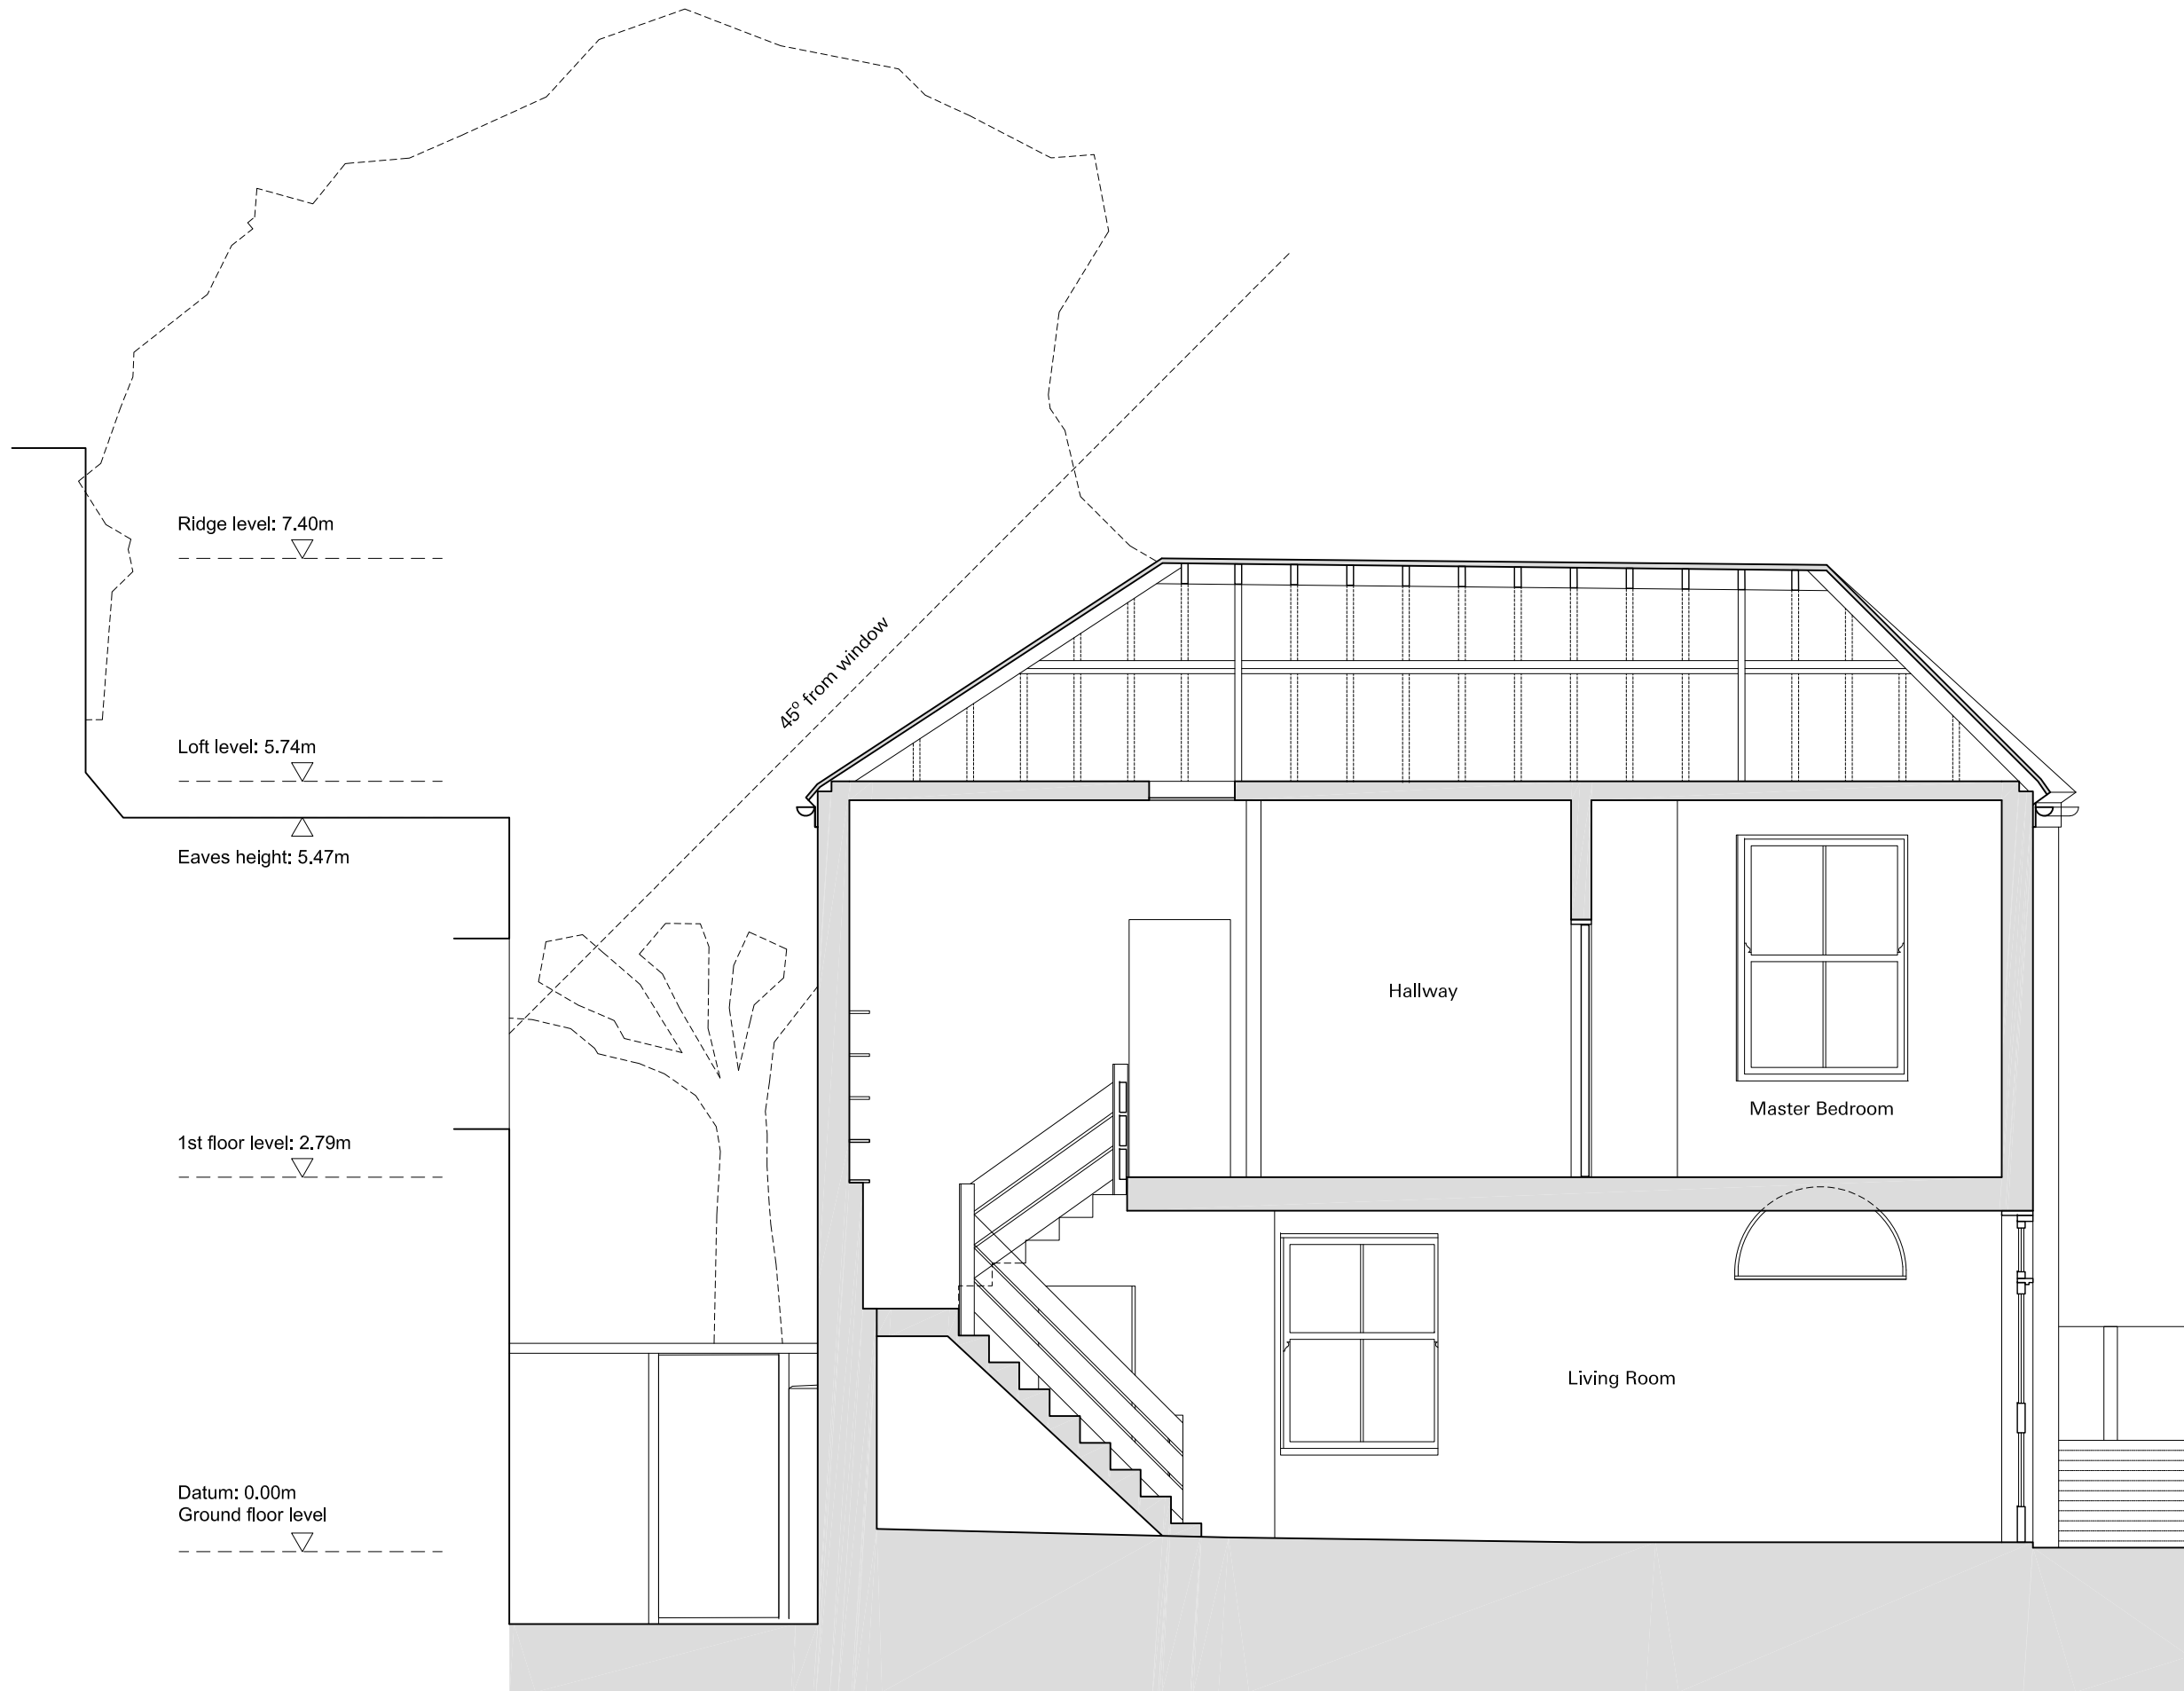 Ridge level: 7.40m
45º from window
Loft level: 5.74m
Eaves height: 5.47m
Hallway
Master Bedroom
1st floor level: 2.79m
Living Room
Datum: 0.00m
Ground floor level